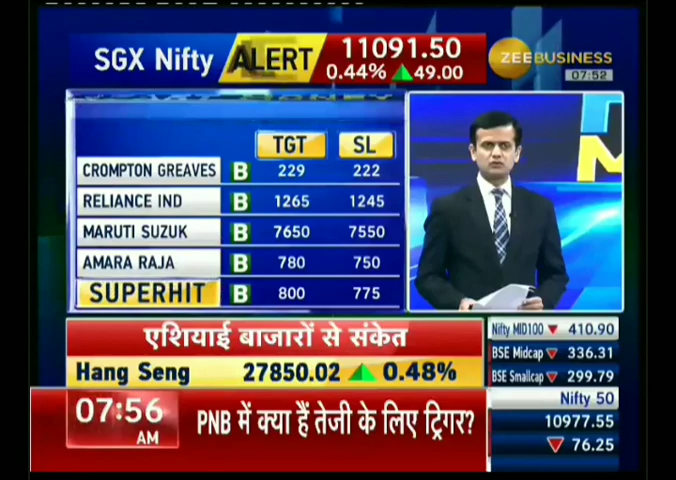 SGX Nifty ALERT 11091.50
0.44% ▲ 49.00
ZEEBUSINESS
07:52
TGT SL
CROMPTON GREAVES B 229 222
RELIANCE IND B 1265 1245
MARUTI SUZUK B 7650 7550
AMARA RAJA B 780 750
SUPERHIT B 800 775
एशियाई बाजारों से संकेत
Hang Seng 27850.02 ▲ 0.48%
Nifty MID100 ▼ 410.90
BSE Midcap ▼ 336.31
BSE Smallcap ▼ 299.79
Nifty 50
10977.55
▼ 76.25
07:56
AM
PNB में क्या हैं तेजी के लिए ट्रिगर?